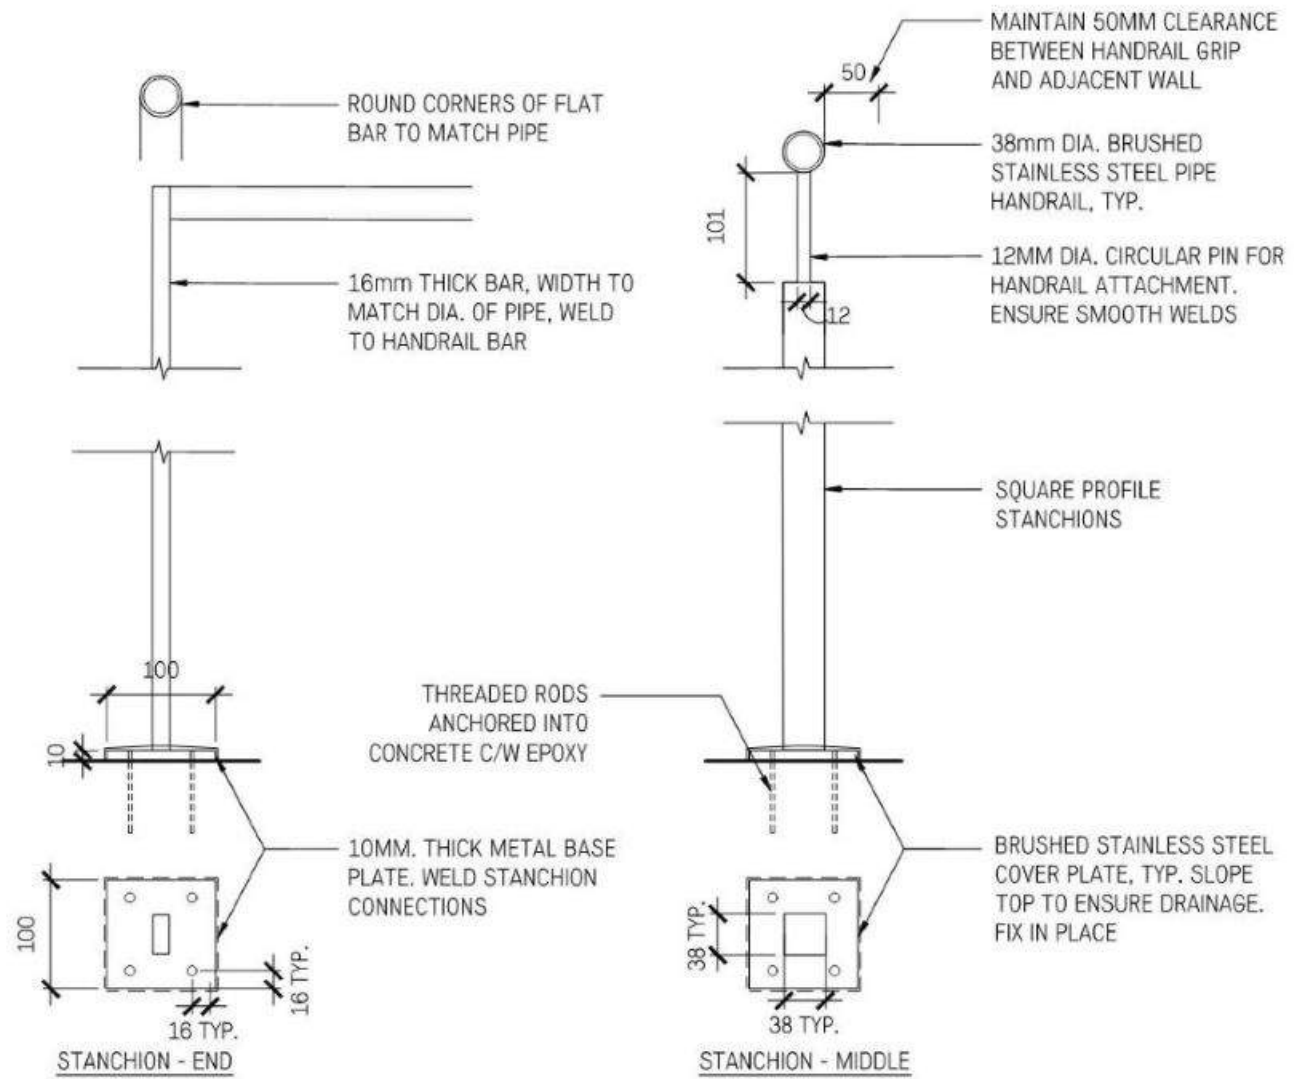 MAINTAIN 50MM CLEARANCE
BETWEEN HANDRAIL GRIP
AND ADJACENT WALL
50
ROUND CORNERS OF FLAT
BAR TO MATCH PIPE
38mm DIA. BRUSHED
STAINLESS STEEL PIPE
HANDRAIL, TYP.
101
16mm THICK BAR, WIDTH TO
MATCH DIA. OF PIPE, WELD
TO HANDRAIL BAR
12MM DIA. CIRCULAR PIN FOR
HANDRAIL ATTACHMENT.
ENSURE SMOOTH WELDS
12
SQUARE PROFILE
STANCHIONS
100
10
THREADED RODS
ANCHORED INTO
CONCRETE C/W EPOXY
10MM. THICK METAL BASE
PLATE. WELD STANCHION
CONNECTIONS
BRUSHED STAINLESS STEEL
COVER PLATE, TYP. SLOPE
TOP TO ENSURE DRAINAGE.
FIX IN PLACE
100
16 TYP.
16 TYP.
38 TYP.
38 TYP.
STANCHION - END
STANCHION - MIDDLE